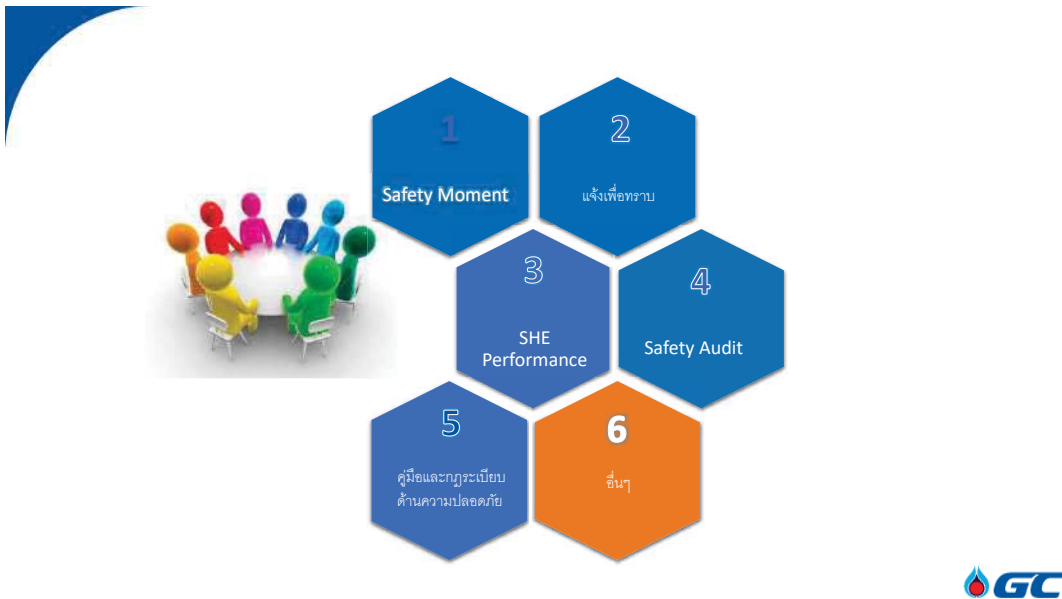 1
Safety Moment
2
แจ้งเพื่อทราบ
3
SHE
Performance
4
Safety Audit
5
คู่มือและกฎระเบียบ
ด้านความปลอดภัย
6
อื่นๆ
GC